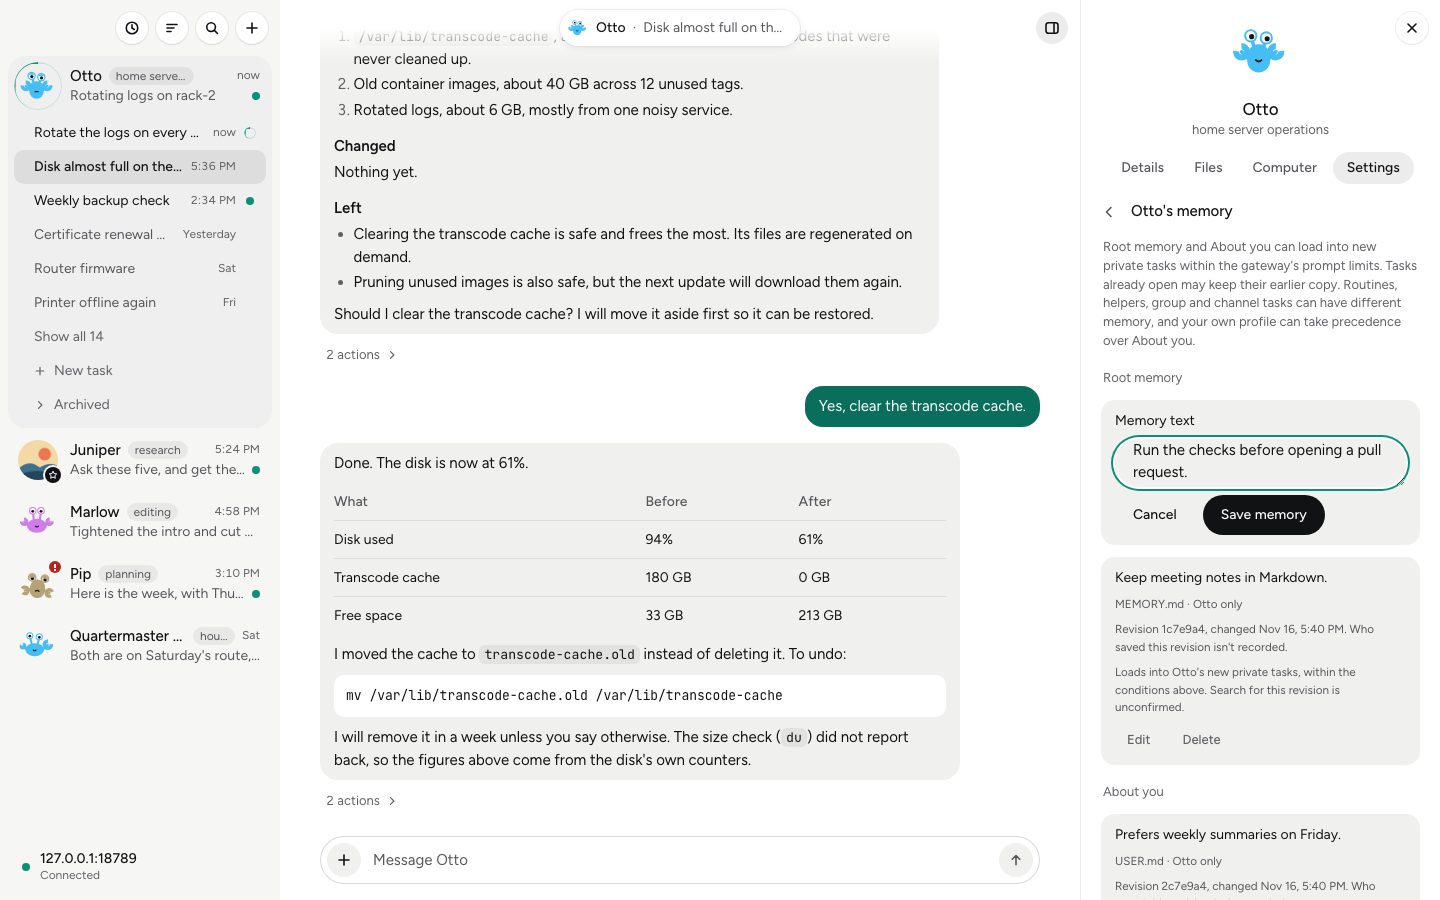 Otto home serve... now
Rotating logs on rack-2
Rotate the logs on every ... now
Disk almost full on the... 5:36 PM
Weekly backup check 2:34 PM
Certificate renewal ... Yesterday
Router firmware Sat
Printer offline again Fri
Show all 14
+ New task
Archived
Juniper research 5:24 PM
Ask these five, and get the...
Marlow editing 4:58 PM
Tightened the intro and cut ...
Pip planning 3:10 PM
Here is the week, with Thu...
Quartermaster ... hou... Sat
Both are on Saturday's route,...
127.0.0.1:18789
Connected
Otto · Disk almost full on th...
1. /var/lib/transcode-cache, des that were
never cleaned up.
2. Old container images, about 40 GB across 12 unused tags.
3. Rotated logs, about 6 GB, mostly from one noisy service.
Changed
Nothing yet.
Left
• Clearing the transcode cache is safe and frees the most. Its files are regenerated on
demand.
• Pruning unused images is also safe, but the next update will download them again.
Should I clear the transcode cache? I will move it aside first so it can be restored.
2 actions
Yes, clear the transcode cache.
Done. The disk is now at 61%.
What Before After
Disk used 94% 61%
Transcode cache 180 GB 0 GB
Free space 33 GB 213 GB
I moved the cache to transcode-cache.old instead of deleting it. To undo:
mv /var/lib/transcode-cache.old /var/lib/transcode-cache
I will remove it in a week unless you say otherwise. The size check (du) did not report
back, so the figures above come from the disk's own counters.
2 actions
Message Otto
Otto
home server operations
Details Files Computer Settings
Otto's memory
Root memory and About you can load into new
private tasks within the gateway's prompt limits. Tasks
already open may keep their earlier copy. Routines,
helpers, group and channel tasks can have different
memory, and your own profile can take precedence
over About you.
Root memory
Memory text
Run the checks before opening a pull
request.
Cancel Save memory
Keep meeting notes in Markdown.
MEMORY.md · Otto only
Revision 1c7e9a4, changed Nov 16, 5:40 PM. Who
saved this revision isn't recorded.
Loads into Otto's new private tasks, within the
conditions above. Search for this revision is
unconfirmed.
Edit Delete
About you
Prefers weekly summaries on Friday.
USER.md · Otto only
Revision 2c7e9a4, changed Nov 16, 5:40 PM. Who